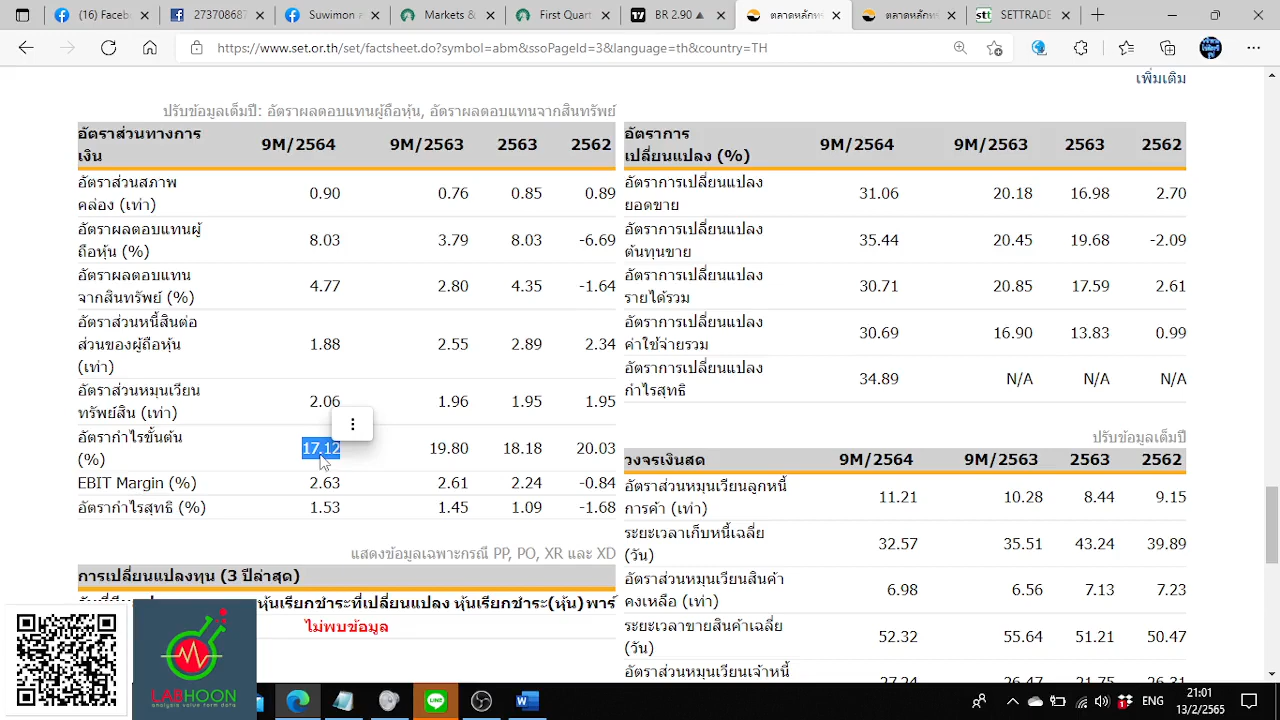 (16) Faceb
23708687
9M Summ
Markets &
First Quart
BR 2.90
SETTRADE
https://www.set.or.th/set/factsheet.do?symbol=abm&ssoPageId=3&language=th&country=TH
เพิ่มเติม
ปรับข้อมูลเต็มปี: อัตราผลตอบแทนผู้ถือหุ้น, อัตราผลตอบแทนจากสินทรัพย์
อัตราส่วนทางการเงิน 9M/2564 9M/2563 2563 2562
อัตราส่วนสภาพ
คล่อง (เท่า) 0.90 0.76 0.85 0.89
อัตราผลตอบแทนผู้
ถือหุ้น (%) 8.03 3.79 8.03 -6.69
อัตราผลตอบแทน
จากสินทรัพย์ (%) 4.77 2.80 4.35 -1.64
อัตราส่วนหนี้สินต่อ
ส่วนของผู้ถือหุ้น
(เท่า) 1.88 2.55 2.89 2.34
อัตราส่วนหมุนเวียน
ทรัพย์สิน (เท่า) 2.06 1.96 1.95 1.95
อัตรากำไรขั้นต้น
(%) 17.12 19.80 18.18 20.03
EBIT Margin (%) 2.63 2.61 2.24 -0.84
อัตรากำไรสุทธิ (%) 1.53 1.45 1.09 -1.68
แสดงข้อมูลเฉพาะกรณี PP, PO, XR และ XD
การเปลี่ยนแปลงทุน (3 ปีล่าสุด)
หุ้นเรียกชำระที่เปลี่ยนแปลง หุ้นเรียกชำระ(หุ้น) พาร์
ไม่พบข้อมูล
อัตราการ
เปลี่ยนแปลง (%) 9M/2564 9M/2563 2563 2562
อัตราการเปลี่ยนแปลง
ยอดขาย 31.06 20.18 16.98 2.70
อัตราการเปลี่ยนแปลง
ต้นทุนขาย 35.44 20.45 19.68 -2.09
อัตราการเปลี่ยนแปลง
รายได้รวม 30.71 20.85 17.59 2.61
อัตราการเปลี่ยนแปลง
ค่าใช้จ่ายรวม 30.69 16.90 13.83 0.99
อัตราการเปลี่ยนแปลง
กำไรสุทธิ 34.89 N/A N/A N/A
ปรับข้อมูลเต็มปี
วงจรเงินสด 9M/2564 9M/2563 2563 2562
อัตราส่วนหมุนเวียนลูกหนี้
การค้า (เท่า) 11.21 10.28 8.44 9.15
ระยะเวลาเก็บหนี้เฉลี่ย
(วัน) 32.57 35.51 43.24 39.89
อัตราส่วนหมุนเวียนสินค้า
คงเหลือ (เท่า) 6.98 6.56 7.13 7.23
ระยะเวลาขายสินค้าเฉลี่ย
(วัน) 52.32 55.64 51.21 50.47
อัตราส่วนหมุนเวียนเจ้าหนี้
LABHOON
analysis value term data
ENG
21:01
13/2/2565